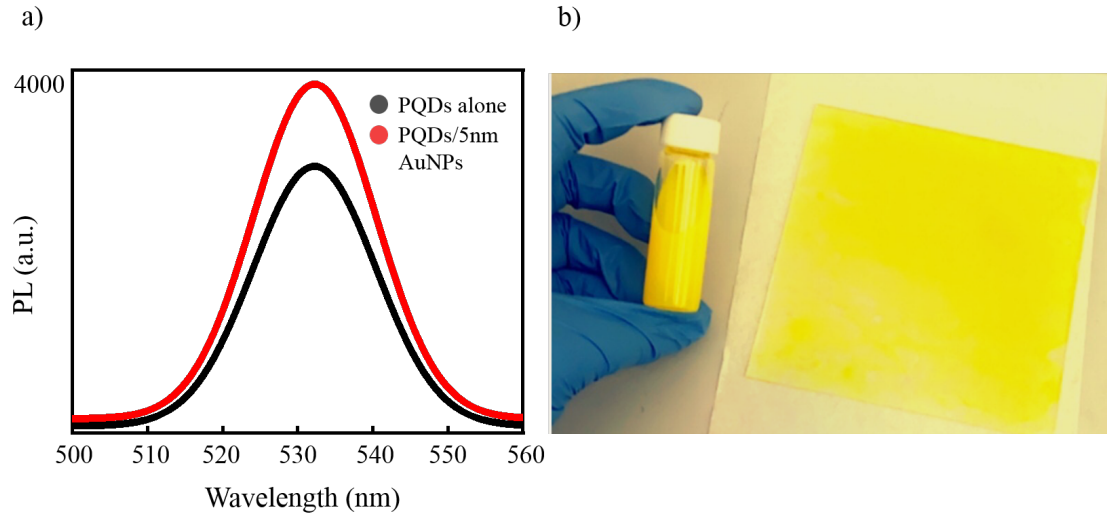 a)
b)
4000
PQDs alone
PQDs/5nm
AuNPs
PL (a.u.)
500 510 520 530 540 550 560
Wavelength (nm)